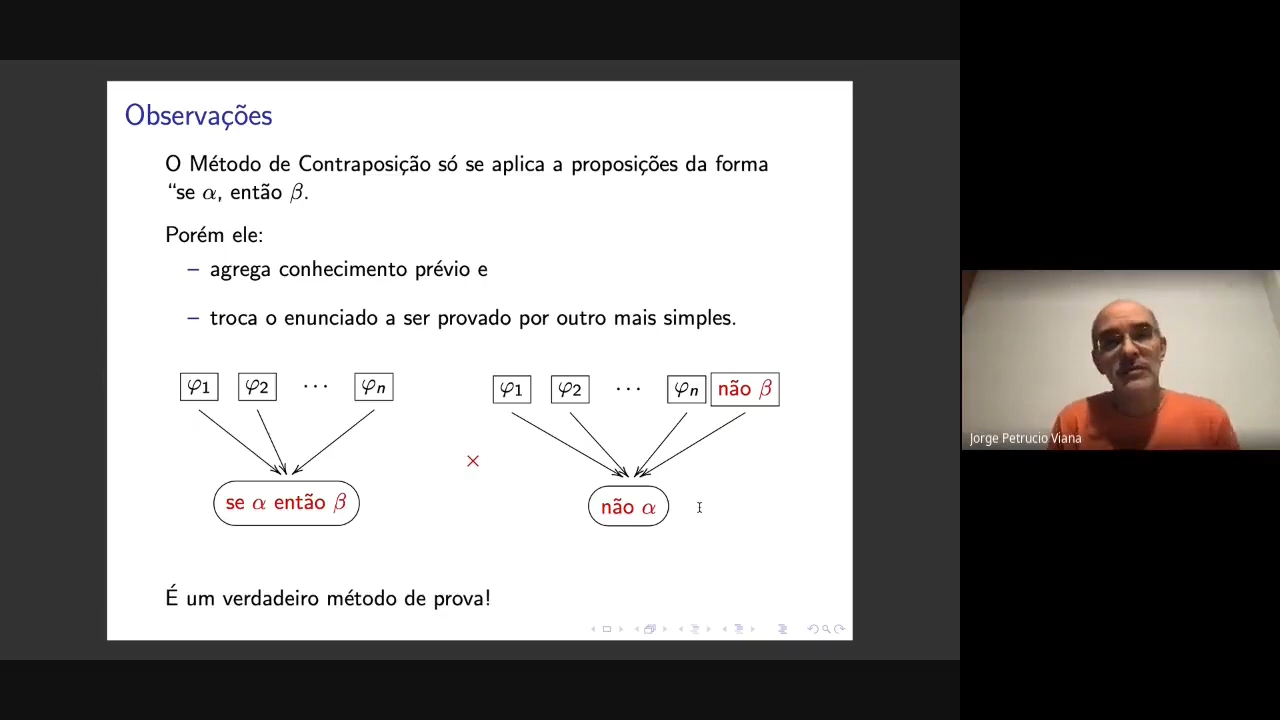 Observações
O Método de Contraposição só se aplica a proposições da forma
“se α, então β.
Porém ele:
– agrega conhecimento prévio e
– troca o enunciado a ser provado por outro mais simples.
φ1 φ2 ··· φn φ1 φ2 ··· φn não β
×
se α então β não α
É um verdadeiro método de prova!
Jorge Petrucio Viana